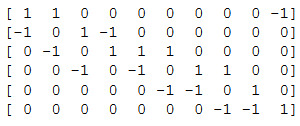 [ 1 1 0 0 0 0 0 0 0 -1]
[-1 0 1 -1 0 0 0 0 0 0]
[ 0 -1 0 1 1 1 0 0 0 0]
[ 0 0 -1 0 -1 0 1 1 0 0]
[ 0 0 0 0 0 -1 -1 0 1 0]
[ 0 0 0 0 0 0 0 -1 -1 1]